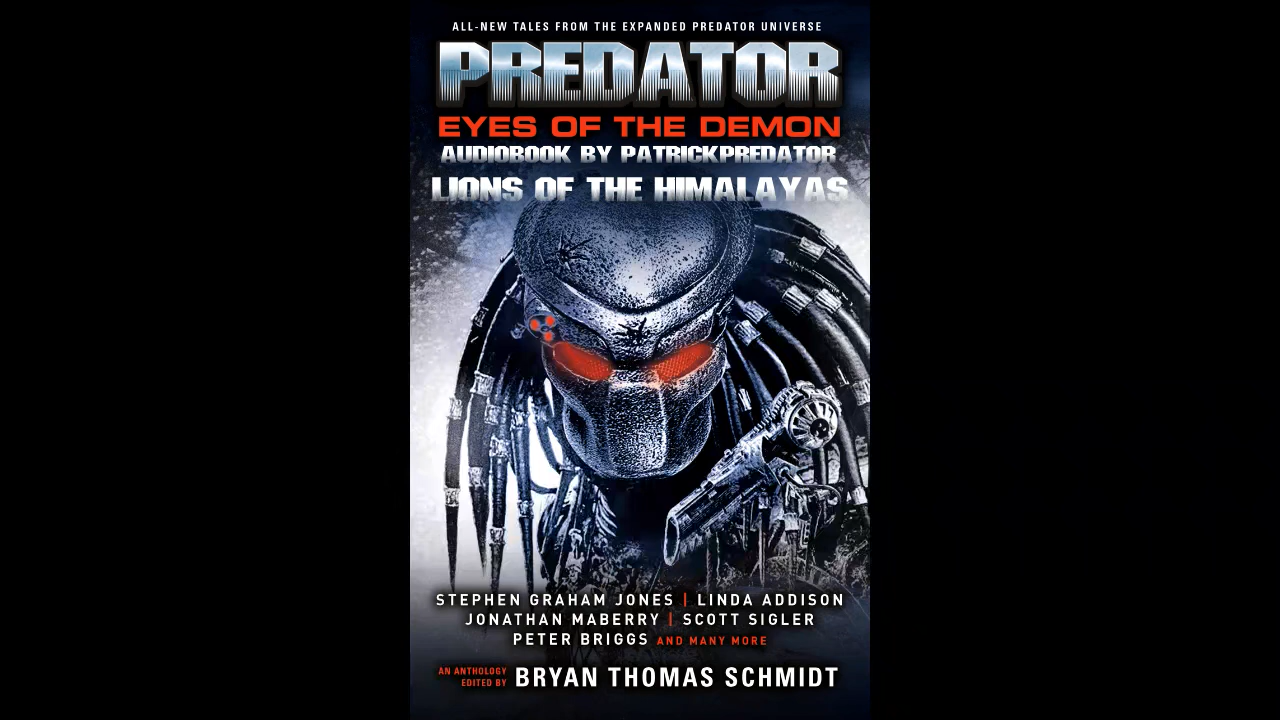 ALL-NEW TALES FROM THE EXPANDED PREDATOR UNIVERSE
PREDATOR
EYES OF THE DEMON
AUDIOBOOK BY PATRICKPREDATOR
LIONS OF THE HIMALAYAS
STEPHEN GRAHAM JONES | LINDA ADDISON
JONATHAN MABERRY | SCOTT SIGLER
PETER BRIGGS AND MANY MORE
AN ANTHOLOGY
EDITED BY
BRYAN THOMAS SCHMIDT